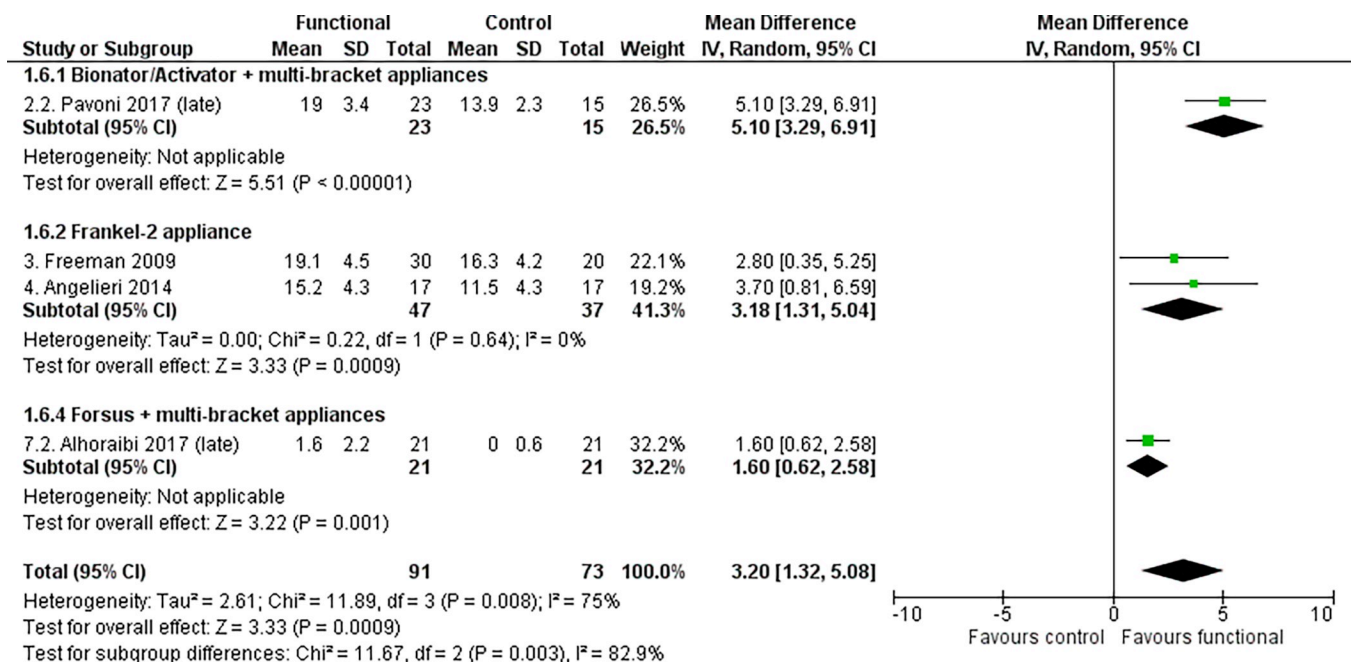 Functional Control Mean Difference Mean Difference
Study or Subgroup Mean SD Total Mean SD Total Weight IV, Random, 95% CI IV, Random, 95% CI
1.6.1 Bionator/Activator + multi-bracket appliances
2.2. Pavoni 2017 (late) 19 3.4 23 13.9 2.3 15 26.5% 5.10 [3.29, 6.91]
Subtotal (95% CI) 23 15 26.5% 5.10 [3.29, 6.91]
Heterogeneity: Not applicable
Test for overall effect: Z = 5.51 (P < 0.00001)
1.6.2 Frankel-2 appliance
3. Freeman 2009 19.1 4.5 30 16.3 4.2 20 22.1% 2.80 [0.35, 5.25]
4. Angelieri 2014 15.2 4.3 17 11.5 4.3 17 19.2% 3.70 [0.81, 6.59]
Subtotal (95% CI) 47 37 41.3% 3.18 [1.31, 5.04]
Heterogeneity: Tau² = 0.00; Chi² = 0.22, df = 1 (P = 0.64); I² = 0%
Test for overall effect: Z = 3.33 (P = 0.0009)
1.6.4 Forsus + multi-bracket appliances
7.2. Alhoraibi 2017 (late) 1.6 2.2 21 0 0.6 21 32.2% 1.60 [0.62, 2.58]
Subtotal (95% CI) 21 21 32.2% 1.60 [0.62, 2.58]
Heterogeneity: Not applicable
Test for overall effect: Z = 3.22 (P = 0.001)
Total (95% CI) 91 73 100.0% 3.20 [1.32, 5.08]
Heterogeneity: Tau² = 2.61; Chi² = 11.89, df = 3 (P = 0.008); I² = 75%
Test for overall effect: Z = 3.33 (P = 0.0009)
Test for subgroup differences: Chi² = 11.67, df = 2 (P = 0.003), I² = 82.9%
-10 -5 0 5 10
Favours control Favours functional